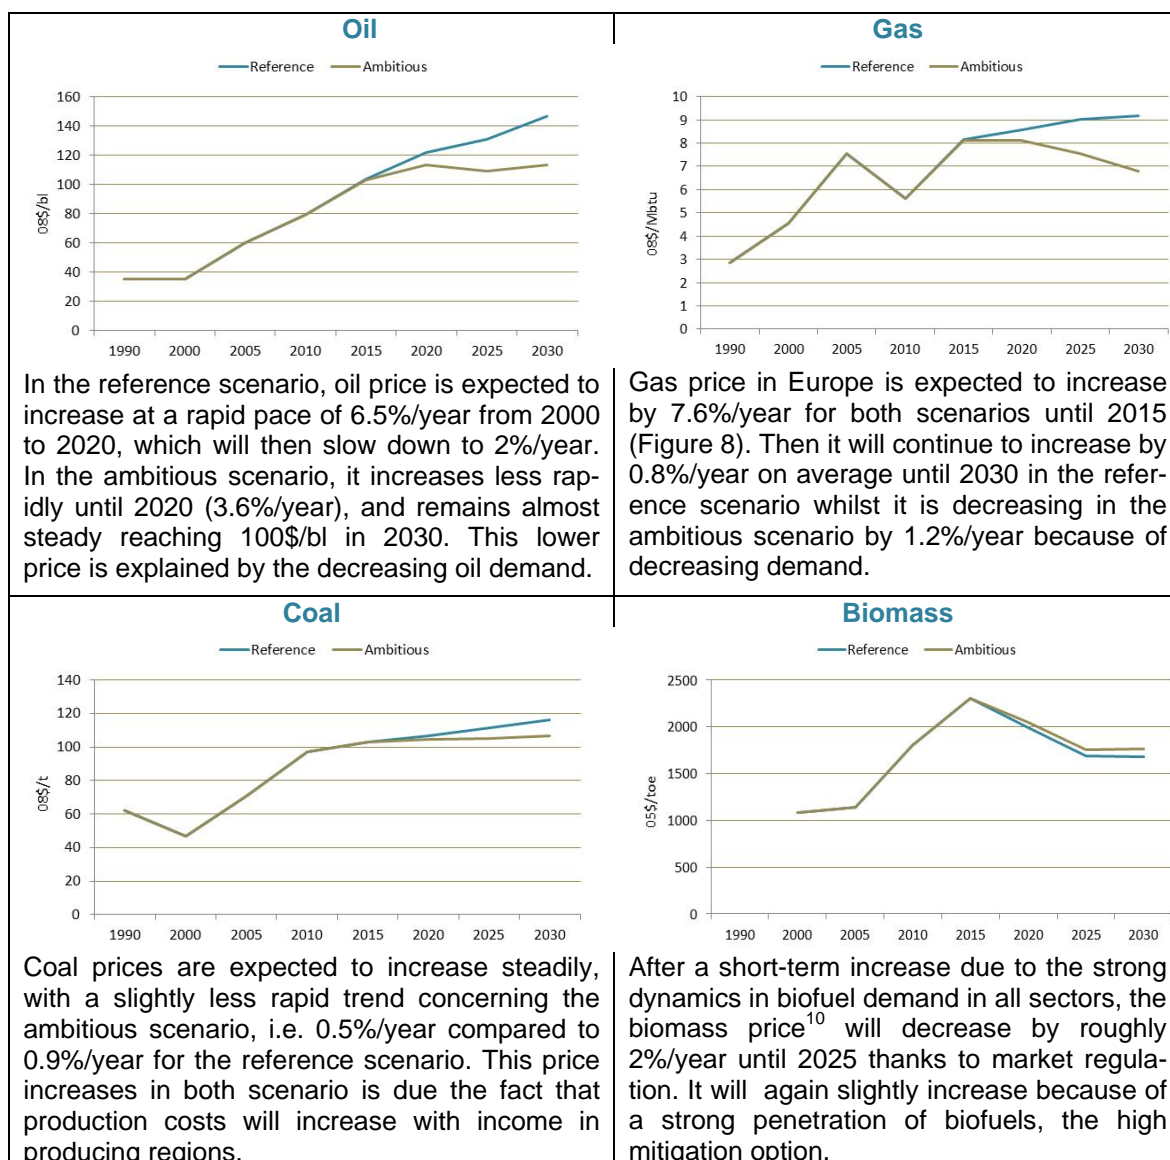 Oil
Reference Ambitious
160
140
120
100
80
60
40
20
0
08$/bl
1990 2000 2005 2010 2015 2020 2025 2030
In the reference scenario, oil price is expected to
increase at a rapid pace of 6.5%/year from 2000
to 2020, which will then slow down to 2%/year.
In the ambitious scenario, it increases less rap-
idly until 2020 (3.6%/year), and remains almost
steady reaching 100$/bl in 2030. This lower
price is explained by the decreasing oil demand.
Gas
Reference Ambitious
10
9
8
7
6
5
4
3
2
1
0
08$/Mbtu
1990 2000 2005 2010 2015 2020 2025 2030
Gas price in Europe is expected to increase
by 7.6%/year for both scenarios until 2015
(Figure 8). Then it will continue to increase by
0.8%/year on average until 2030 in the refer-
ence scenario whilst it is decreasing in the
ambitious scenario by 1.2%/year because of
decreasing demand.
Coal
Reference Ambitious
140
120
100
80
60
40
20
0
08$/t
1990 2000 2005 2010 2015 2020 2025 2030
Coal prices are expected to increase steadily,
with a slightly less rapid trend concerning the
ambitious scenario, i.e. 0.5%/year compared to
0.9%/year for the reference scenario. This price
increases in both scenario is due the fact that
production costs will increase with income in
producing regions.
Biomass
Reference Ambitious
2500
2000
1500
1000
500
0
05$/toe
1990 2000 2005 2010 2015 2020 2025 2030
After a short-term increase due to the strong
dynamics in biofuel demand in all sectors, the
biomass price10 will decrease by roughly
2%/year until 2025 thanks to market regula-
tion. It will again slightly increase because of
a strong penetration of biofuels, the high
mitigation option.